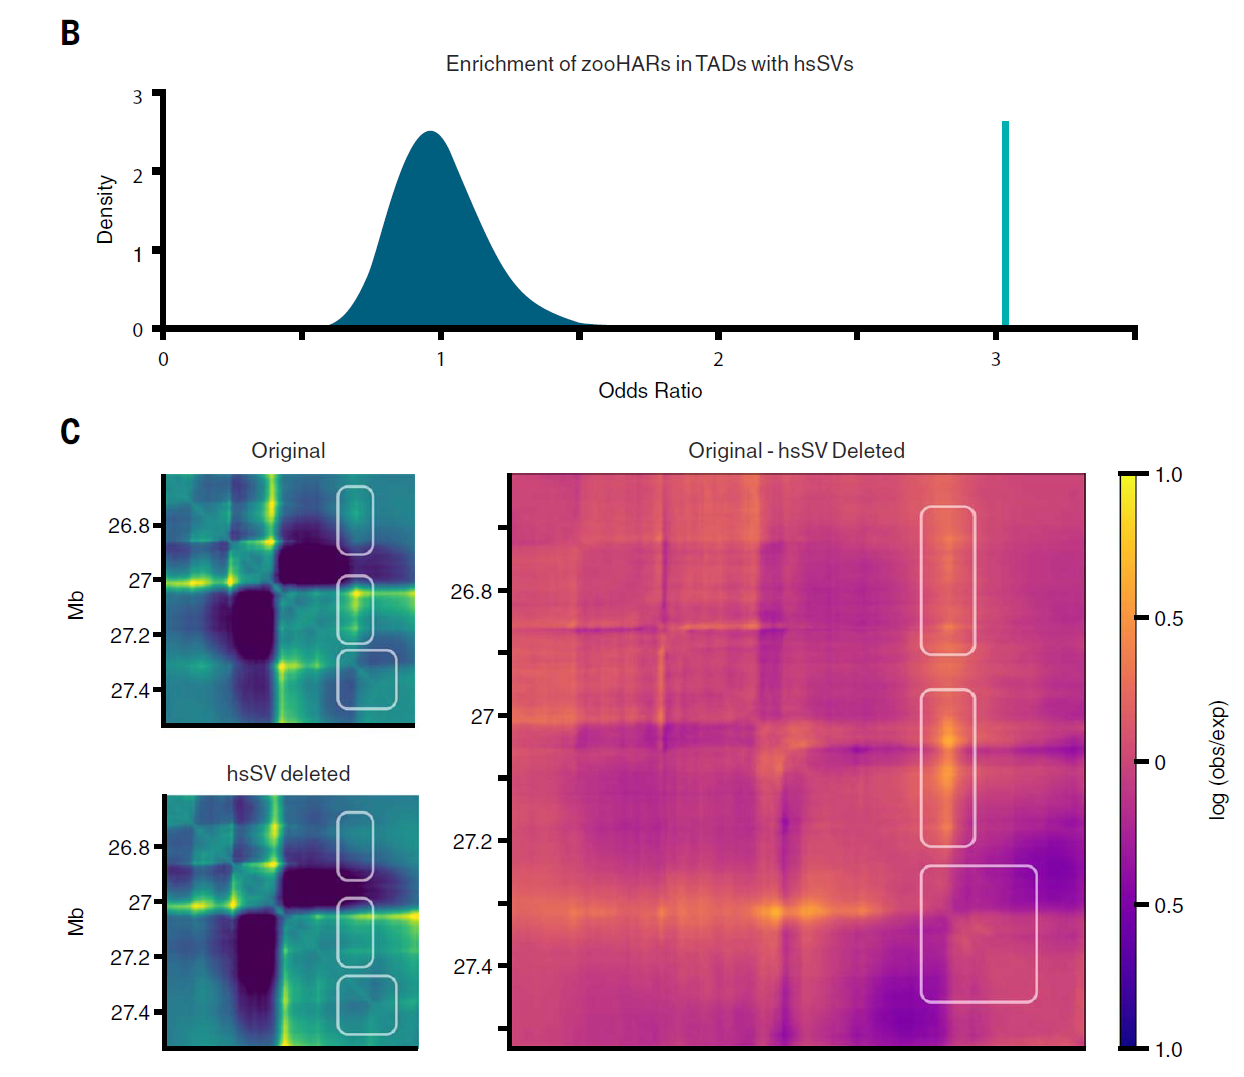 B
Enrichment of zooHARs in TADs with hsSVs
3
2
1
0
Density
0 1 2 3
Odds Ratio
C
Original
26.8
27
27.2
27.4
Mb
hsSV deleted
26.8
27
27.2
27.4
Mb
Original - hsSV Deleted
26.8
27
27.2
27.4
1.0
0.5
0
0.5
1.0
log (obs/exp)